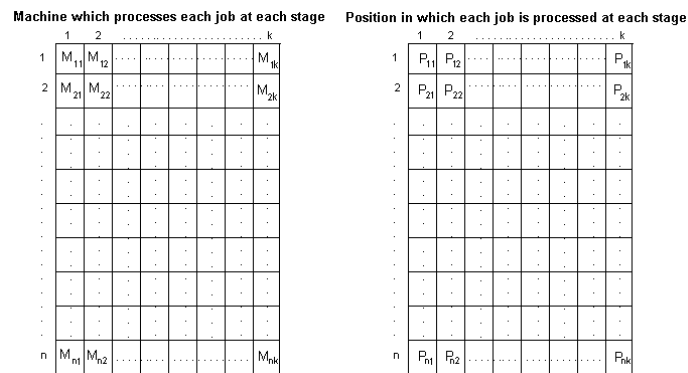 Machine which processes each job at each stage
1 2 ........................ k
1 M11 M12 ........................ M1k
2 M21 M22 ........................ M2k
n Mn1 Mn2 ........................ Mnk
Position in which each job is processed at each stage
1 2 ........................ k
1 P11 P12 ........................ P1k
2 P21 P22 ........................ P2k
n Pn1 Pn2 ........................ Pnk